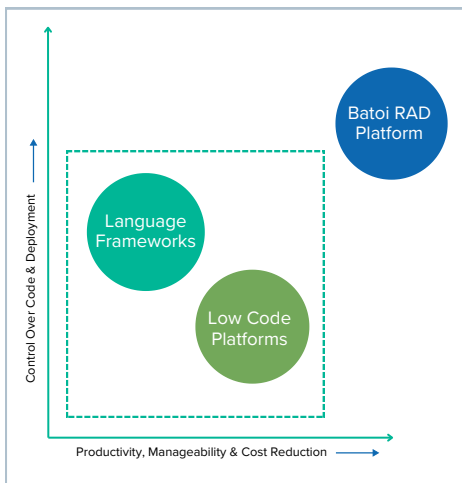 Batoi RAD
Platform
Language
Frameworks
Low Code
Platforms
Control Over Code & Deployment
Productivity, Manageability & Cost Reduction